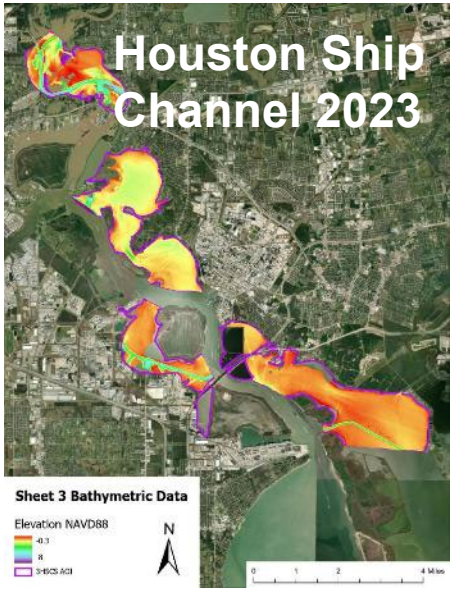 Houston Ship
Channel 2023
Sheet 3 Bathymetric Data
Elevation NAVD88
N
-0.3
0 1 2 4 Miles